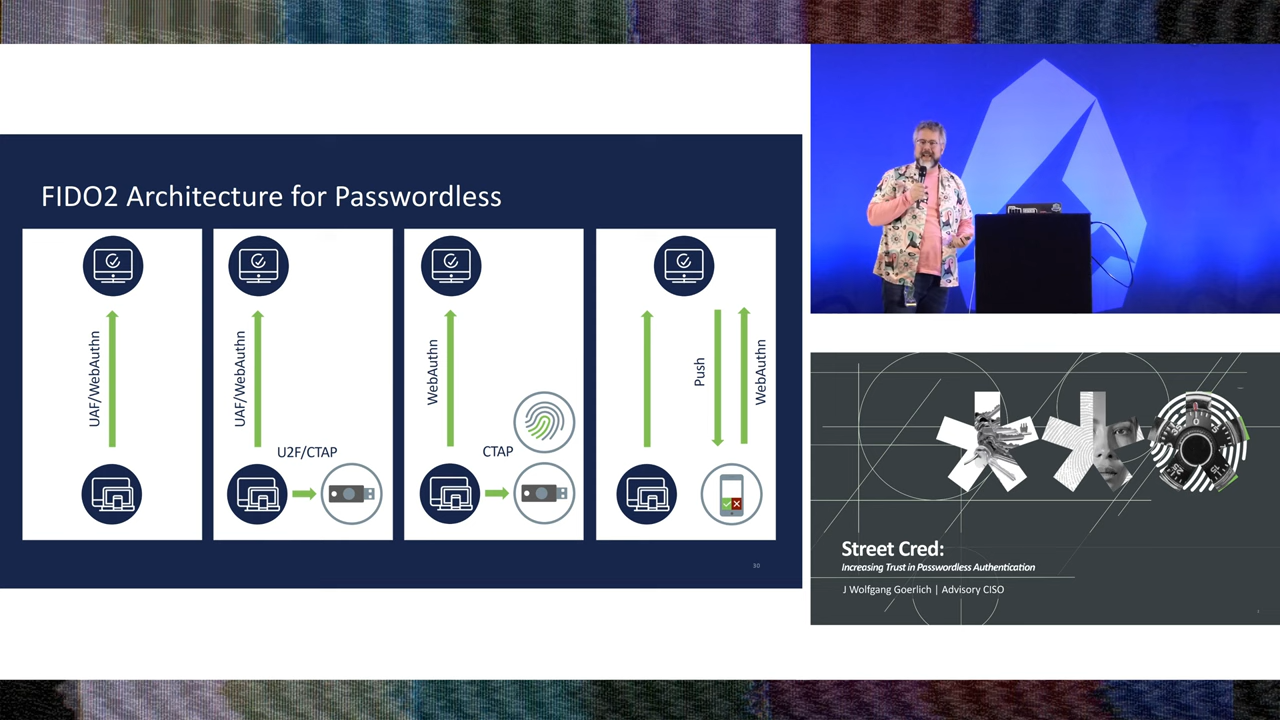 FIDO2 Architecture for Passwordless
UAF/WebAuthn
UAF/WebAuthn
U2F/CTAP
WebAuthn
CTAP
Push
WebAuthn
30
Street Cred:
Increasing Trust in Passwordless Authentication
J Wolfgang Goerlich | Advisory CISO